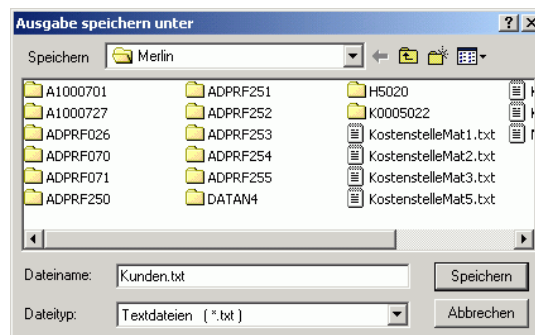 Ausgabe speichern unter
Speichern Merlin
A1000701 ADPRF251 H5020
A1000727 ADPRF252 K0005022
ADPRF026 ADPRF253 KostenstelleMat1.txt
ADPRF070 ADPRF254 KostenstelleMat2.txt
ADPRF071 ADPRF255 KostenstelleMat3.txt
ADPRF250 DATAN4 KostenstelleMat5.txt
Dateiname: Kunden.txt Speichern
Dateityp: Textdateien ( *.txt ) Abbrechen